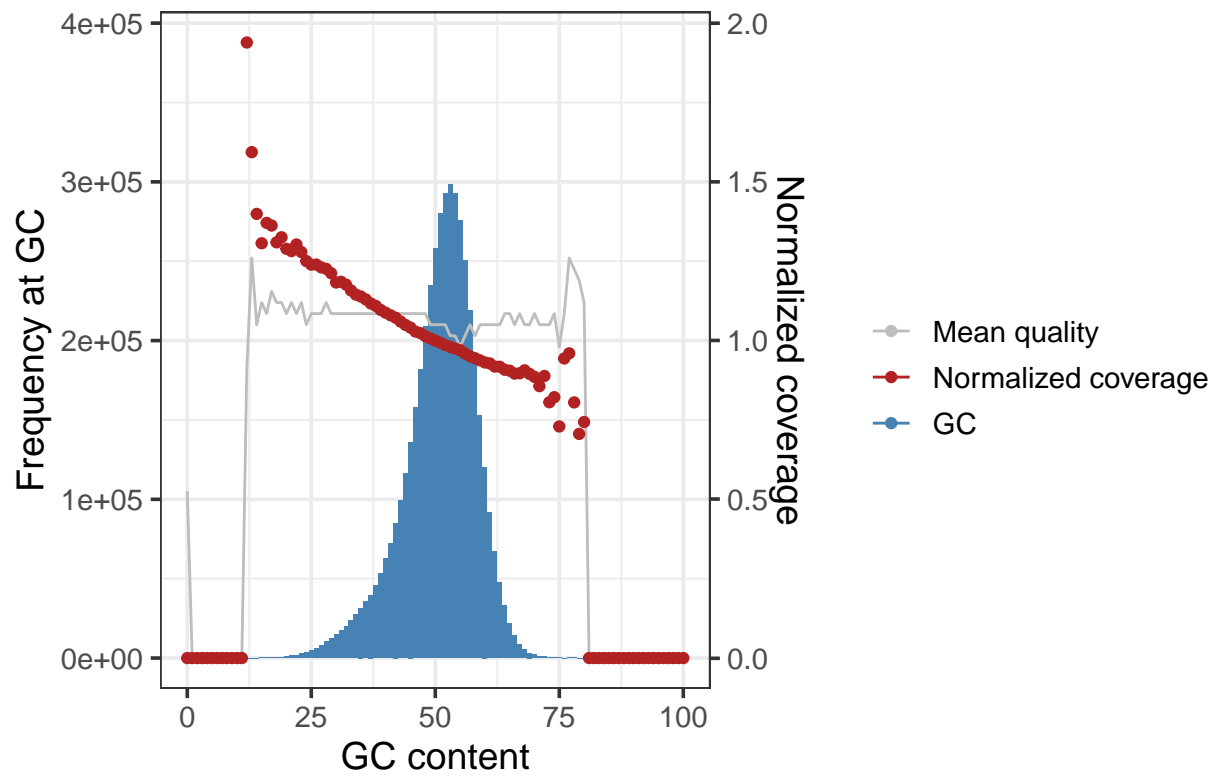 4e+05
3e+05
2e+05
1e+05
0e+00
Frequency at GC
2.0
1.5
1.0
0.5
0.0
Normalized coverage
0 25 50 75 100
GC content
Mean quality
Normalized coverage
GC